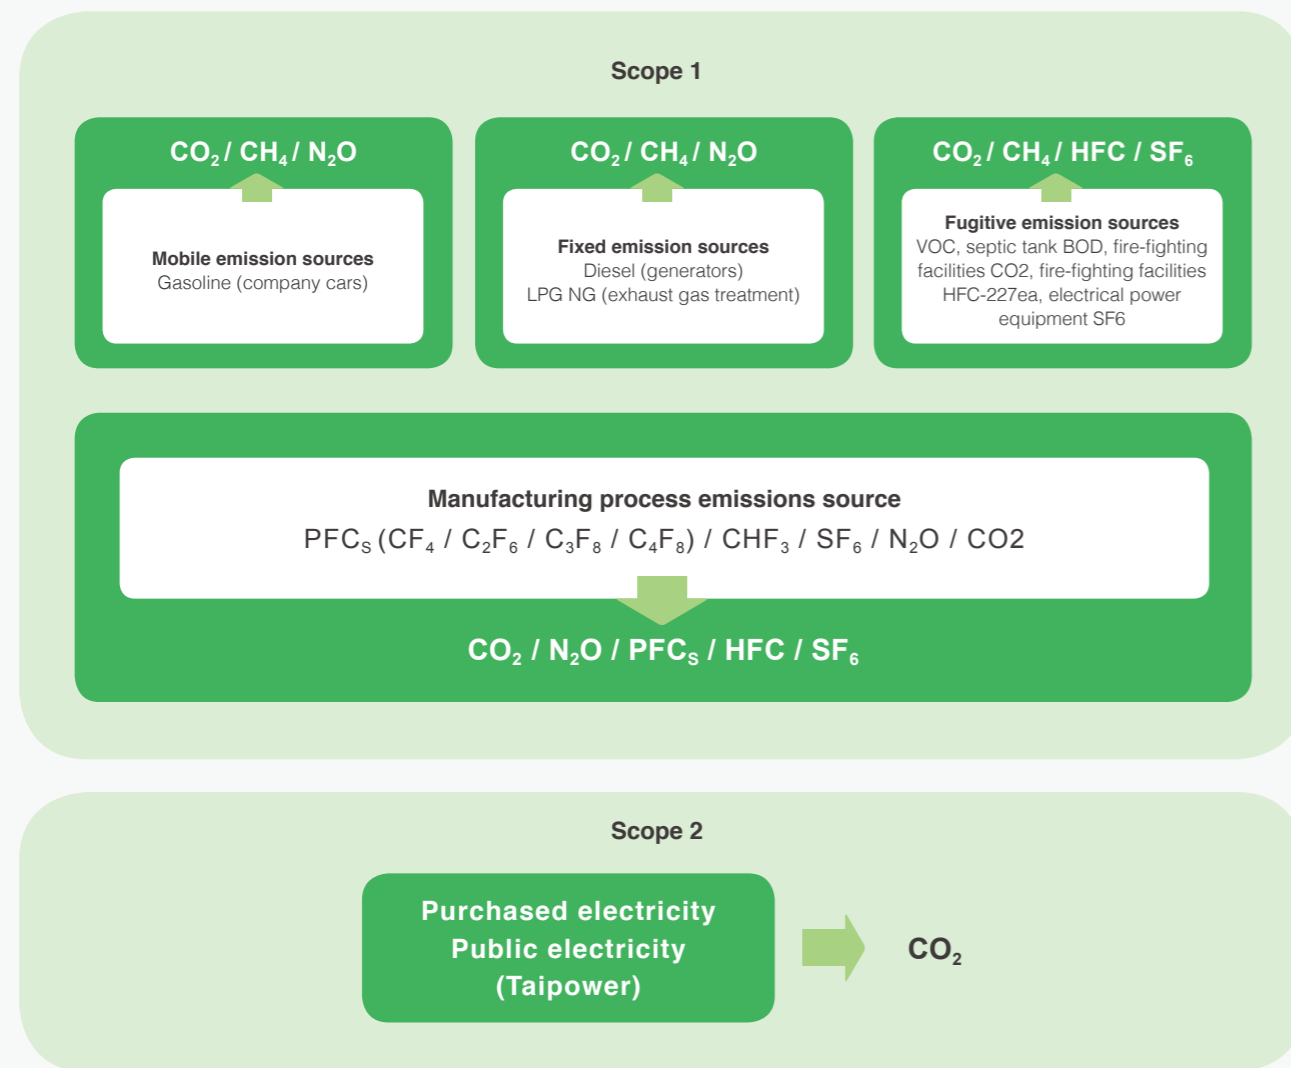 Scope 1
CO₂ / CH₄ / N₂O
Mobile emission sources
Gasoline (company cars)
CO₂ / CH₄ / N₂O
Fixed emission sources
Diesel (generators)
LPG NG (exhaust gas treatment)
CO₂ / CH₄ / HFC / SF₆
Fugitive emission sources
VOC, septic tank BOD, fire-fighting
facilities CO2, fire-fighting facilities
HFC-227ea, electrical power
equipment SF6
Manufacturing process emissions source
PFCₛ (CF₄ / C₂F₆ / C₃F₈ / C₄F₈) / CHF₃ / SF₆ / N₂O / CO2
CO₂ / N₂O / PFCₛ / HFC / SF₆
Scope 2
Purchased electricity
Public electricity
(Taipower)
CO₂